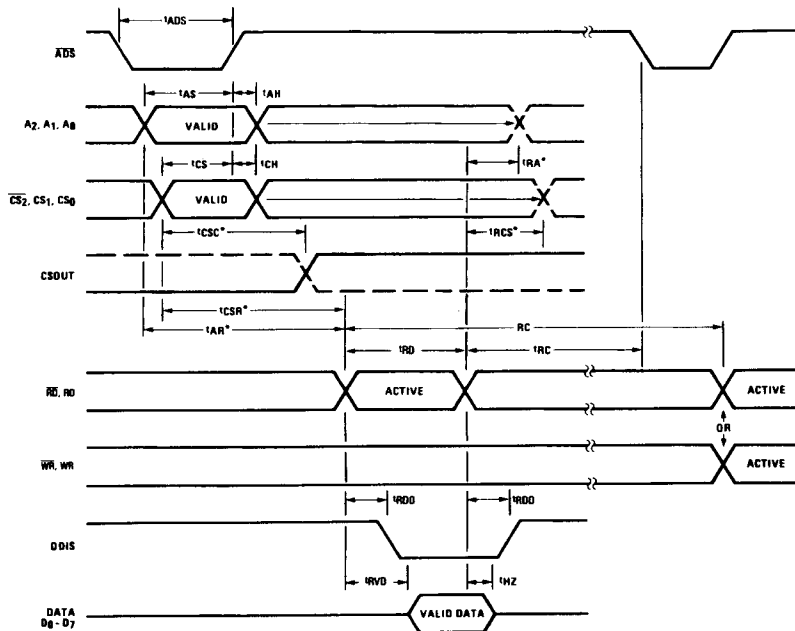 tADS
ADS
tAS tAH
A2, A1, A0 VALID
tRA*
tCS tCH
CS2, CS1, CS0 VALID
tCSC* tRCS*
CSOUT
tCSR*
tAR* RC
tRD tRC
RD, RD ACTIVE ACTIVE
OR
WR, WR ACTIVE
tRDD tRDD
DDIS
tRVD tHZ
DATA
D0 - D7 VALID DATA